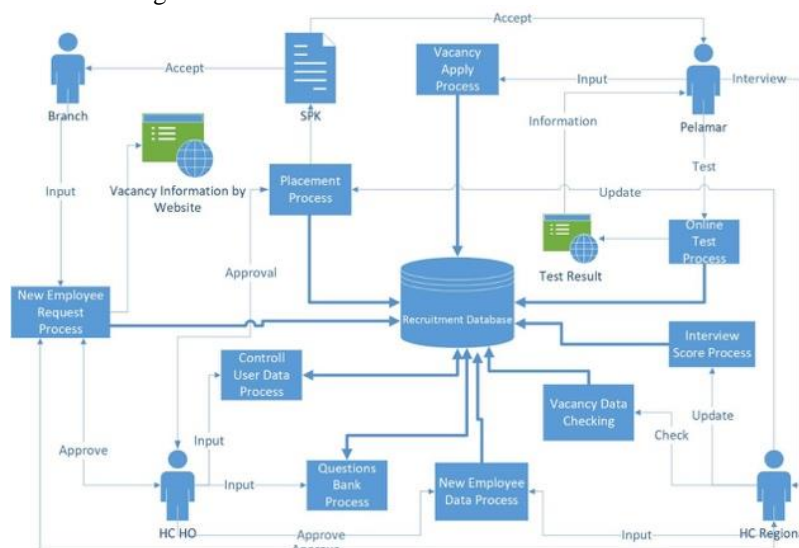 Accept
Accept
Branch
SPK
Vacancy
Apply
Process
Input
Interview
Pelamar
Information
Vacancy Information by
Website
Input
Placement
Process
Test
Update
Online
Test
Process
Test Result
Approval
New Employee
Request
Process
Recruitment Database
Interview
Score Process
Controll
User Data
Process
Vacancy Data
Checking
Update
Check
Approve
Input
Input
Questions
Bank
Process
New Employee
Data Process
HC HO
Approve
Input
HC Region